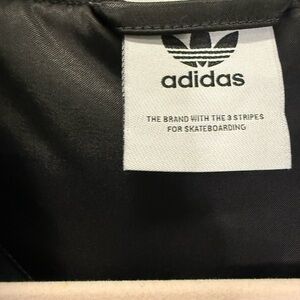 adidas
THE BRAND WITH THE 3 STRIPES
FOR SKATEBOARDING